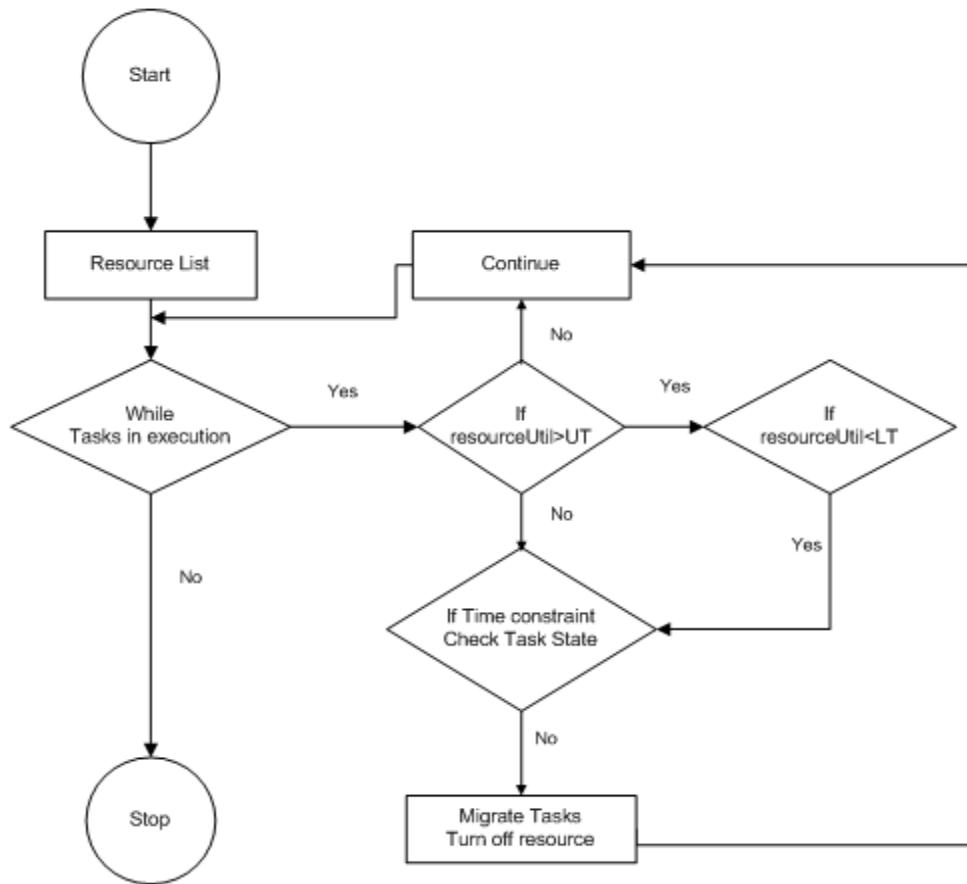 Start
Resource List
Continue
No
While
Tasks in execution
Yes
If
resourceUtil>UT
Yes
If
resourceUtil<LT
No
Yes
No
If Time constraint
Check Task State
No
Migrate Tasks
Turn off resource
Stop